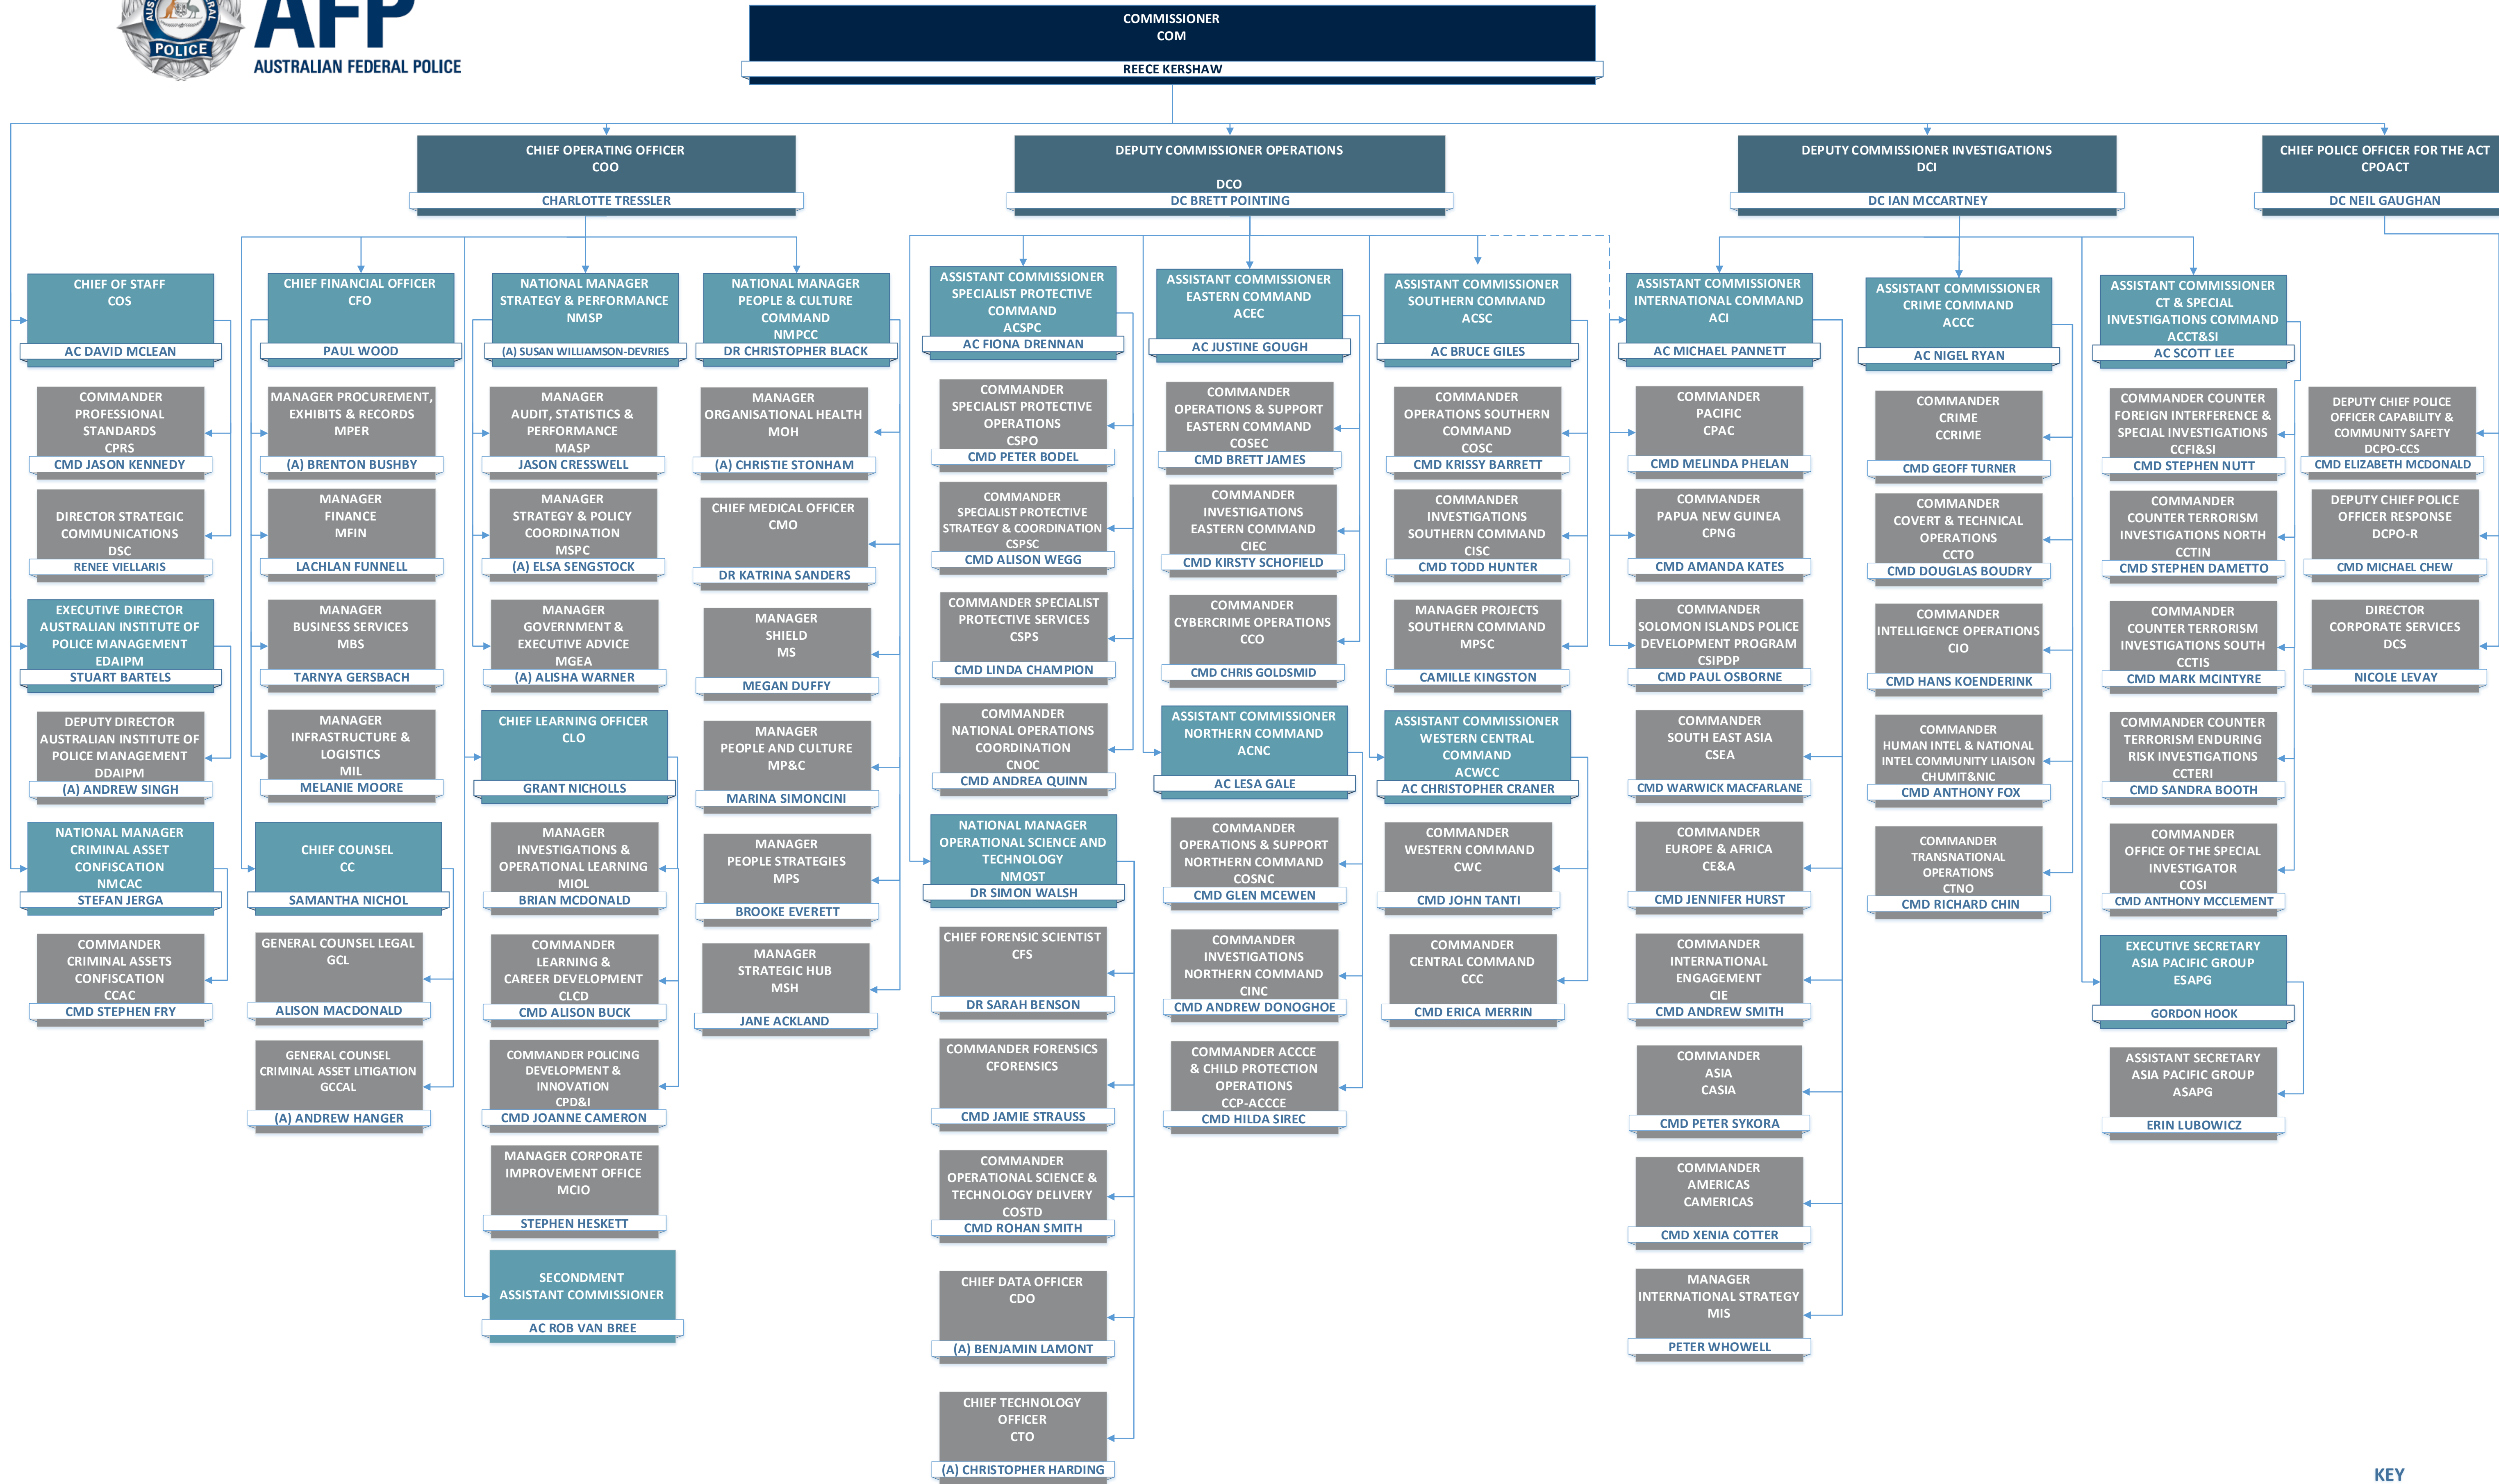 AFP
AUSTRALIAN FEDERAL POLICE
POLICE
COMMISSIONER
COM
REECE KERSHAW
CHIEF OPERATING OFFICER
COO
CHARLOTTE TRESSLER
DEPUTY COMMISSIONER OPERATIONS
DCO
DC BRETT POINTING
DEPUTY COMMISSIONER INVESTIGATIONS
DCI
DC IAN MCCARTNEY
CHIEF POLICE OFFICER FOR THE ACT
CPOACT
DC NEIL GAUGHAN
CHIEF OF STAFF
COS
AC DAVID MCLEAN
COMMANDER
PROFESSIONAL
STANDARDS
CPRS
CMD JASON KENNEDY
DIRECTOR STRATEGIC
COMMUNICATIONS
DSC
RENEE VIELLARIS
EXECUTIVE DIRECTOR
AUSTRALIAN INSTITUTE OF
POLICE MANAGEMENT
EDAIPM
STUART BARTELS
DEPUTY DIRECTOR
AUSTRALIAN INSTITUTE OF
POLICE MANAGEMENT
DDAIPM
(A) ANDREW SINGH
NATIONAL MANAGER
CRIMINAL ASSET
CONFISCATION
NMCAC
STEFAN JERGA
COMMANDER
CRIMINAL ASSETS
CONFISCATION
CCAC
CMD STEPHEN FRY
CHIEF FINANCIAL OFFICER
CFO
PAUL WOOD
MANAGER PROCUREMENT,
EXHIBITS & RECORDS
MPER
(A) BRENTON BUSHBY
MANAGER
FINANCE
MFIN
LACHLAN FUNNELL
MANAGER
BUSINESS SERVICES
MBS
TARNYA GERSBACH
MANAGER
INFRASTRUCTURE &
LOGISTICS
MIL
MELANIE MOORE
CHIEF COUNSEL
CC
SAMANTHA NICHOL
GENERAL COUNSEL LEGAL
GCL
ALISON MACDONALD
GENERAL COUNSEL
CRIMINAL ASSET LITIGATION
GCCAL
(A) ANDREW HANGER
NATIONAL MANAGER
STRATEGY & PERFORMANCE
NMSP
(A) SUSAN WILLIAMSON-DEVRIES
MANAGER
AUDIT, STATISTICS &
PERFORMANCE
MASP
JASON CRESSWELL
MANAGER
STRATEGY & POLICY
COORDINATION
MSPC
(A) ELSA SENGSTOCK
MANAGER
GOVERNMENT &
EXECUTIVE ADVICE
MGEA
(A) ALISHA WARNER
CHIEF LEARNING OFFICER
CLO
GRANT NICHOLLS
MANAGER
INVESTIGATIONS &
OPERATIONAL LEARNING
MIOL
BRIAN MCDONALD
COMMANDER
LEARNING &
CAREER DEVELOPMENT
CLCD
CMD ALISON BUCK
COMMANDER POLICING
DEVELOPMENT &
INNOVATION
CPD&I
CMD JOANNE CAMERON
MANAGER CORPORATE
IMPROVEMENT OFFICE
MCIO
STEPHEN HESKETT
SECONDMENT
ASSISTANT COMMISSIONER
AC ROB VAN BREE
NATIONAL MANAGER
PEOPLE & CULTURE
COMMAND
NMPCC
DR CHRISTOPHER BLACK
MANAGER
ORGANISATIONAL HEALTH
MOH
(A) CHRISTIE STONHAM
CHIEF MEDICAL OFFICER
CMO
DR KATRINA SANDERS
MANAGER
SHIELD
MS
MEGAN DUFFY
MANAGER
PEOPLE AND CULTURE
MP&C
MARINA SIMONCINI
MANAGER
PEOPLE STRATEGIES
MPS
BROOKE EVERETT
MANAGER
STRATEGIC HUB
MSH
JANE ACKLAND
ASSISTANT COMMISSIONER
SPECIALIST PROTECTIVE
COMMAND
ACSPC
AC FIONA DRENNAN
COMMANDER
SPECIALIST PROTECTIVE
OPERATIONS
CSPO
CMD PETER BODEL
COMMANDER
SPECIALIST PROTECTIVE
STRATEGY & COORDINATION
CSPSC
CMD ALISON WEGG
COMMANDER SPECIALIST
PROTECTIVE SERVICES
CSPS
CMD LINDA CHAMPION
COMMANDER
NATIONAL OPERATIONS
COORDINATION
CNOC
CMD ANDREA QUINN
NATIONAL MANAGER
OPERATIONAL SCIENCE AND
TECHNOLOGY
NMOST
DR SIMON WALSH
CHIEF FORENSIC SCIENTIST
CFS
DR SARAH BENSON
COMMANDER FORENSICS
CFORENSICS
CMD JAMIE STRAUSS
COMMANDER
OPERATIONAL SCIENCE &
TECHNOLOGY DELIVERY
COSTD
CMD ROHAN SMITH
CHIEF DATA OFFICER
CDO
(A) BENJAMIN LAMONT
CHIEF TECHNOLOGY
OFFICER
CTO
(A) CHRISTOPHER HARDING
ASSISTANT COMMISSIONER
EASTERN COMMAND
ACEC
AC JUSTINE GOUGH
COMMANDER
OPERATIONS & SUPPORT
EASTERN COMMAND
COSEC
CMD BRETT JAMES
COMMANDER
INVESTIGATIONS
EASTERN COMMAND
CIEC
CMD KIRSTY SCHOFIELD
COMMANDER
CYBERCRIME OPERATIONS
CCO
CMD CHRIS GOLDSMID
ASSISTANT COMMISSIONER
NORTHERN COMMAND
ACNC
AC LESA GALE
COMMANDER
OPERATIONS & SUPPORT
NORTHERN COMMAND
COSNC
CMD GLEN MCEWEN
COMMANDER
INVESTIGATIONS
NORTHERN COMMAND
CINC
CMD ANDREW DONOGHOE
COMMANDER ACCCE
& CHILD PROTECTION
OPERATIONS
CCP-ACCCE
CMD HILDA SIREC
ASSISTANT COMMISSIONER
SOUTHERN COMMAND
ACSC
AC BRUCE GILES
COMMANDER
OPERATIONS SOUTHERN
COMMAND
COSC
CMD KRISSY BARRETT
COMMANDER
INVESTIGATIONS
SOUTHERN COMMAND
CISC
CMD TODD HUNTER
MANAGER PROJECTS
SOUTHERN COMMAND
MPSC
CAMILLE KINGSTON
ASSISTANT COMMISSIONER
WESTERN CENTRAL
COMMAND
ACWCC
AC CHRISTOPHER CRANER
COMMANDER
WESTERN COMMAND
CWC
CMD JOHN TANTI
COMMANDER
CENTRAL COMMAND
CCC
CMD ERICA MERRIN
ASSISTANT COMMISSIONER
INTERNATIONAL COMMAND
ACI
AC MICHAEL PANNETT
COMMANDER
PACIFIC
CPAC
CMD MELINDA PHELAN
COMMANDER
PAPUA NEW GUINEA
CPNG
CMD AMANDA KATES
COMMANDER
SOLOMON ISLANDS POLICE
DEVELOPMENT PROGRAM
CSIPDP
CMD PAUL OSBORNE
COMMANDER
SOUTH EAST ASIA
CSEA
CMD WARWICK MACFARLANE
COMMANDER
EUROPE & AFRICA
CE&A
CMD JENNIFER HURST
COMMANDER
INTERNATIONAL
ENGAGEMENT
CIE
CMD ANDREW SMITH
COMMANDER
ASIA
CASIA
CMD PETER SYKORA
COMMANDER
AMERICAS
CAMERICAS
CMD XENIA COTTER
MANAGER
INTERNATIONAL STRATEGY
MIS
PETER WHOWELL
ASSISTANT COMMISSIONER
CRIME COMMAND
ACCC
AC NIGEL RYAN
COMMANDER
CRIME
CCRIME
CMD GEOFF TURNER
COMMANDER
COVERT & TECHNICAL
OPERATIONS
CCTO
CMD DOUGLAS BOUDRY
COMMANDER
INTELLIGENCE OPERATIONS
CIO
CMD HANS KOENDERINK
COMMANDER
HUMAN INTEL & NATIONAL
INTEL COMMUNITY LIAISON
CHUMIT&NIC
CMD ANTHONY FOX
COMMANDER
TRANSNATIONAL
OPERATIONS
CTNO
CMD RICHARD CHIN
ASSISTANT COMMISSIONER
CT & SPECIAL
INVESTIGATIONS COMMAND
ACCT&SI
AC SCOTT LEE
COMMANDER COUNTER
FOREIGN INTERFERENCE &
SPECIAL INVESTIGATIONS
CCFI&SI
CMD STEPHEN NUTT
COMMANDER
COUNTER TERRORISM
INVESTIGATIONS NORTH
CCTIN
CMD STEPHEN DAMETTO
COMMANDER
COUNTER TERRORISM
INVESTIGATIONS SOUTH
CCTIS
CMD MARK MCINTYRE
COMMANDER COUNTER
TERRORISM ENDURING
RISK INVESTIGATIONS
CCTERI
CMD SANDRA BOOTH
COMMANDER
OFFICE OF THE SPECIAL
INVESTIGATOR
COSI
CMD ANTHONY MCCLEMENT
EXECUTIVE SECRETARY
ASIA PACIFIC GROUP
ESAPG
GORDON HOOK
ASSISTANT SECRETARY
ASIA PACIFIC GROUP
ASAPG
ERIN LUBOWICZ
DEPUTY CHIEF POLICE
OFFICER CAPABILITY &
COMMUNITY SAFETY
DCPO-CCS
CMD ELIZABETH MCDONALD
DEPUTY CHIEF POLICE
OFFICER RESPONSE
DCPO-R
CMD MICHAEL CHEW
DIRECTOR
CORPORATE SERVICES
DCS
NICOLE LEVAY
KEY